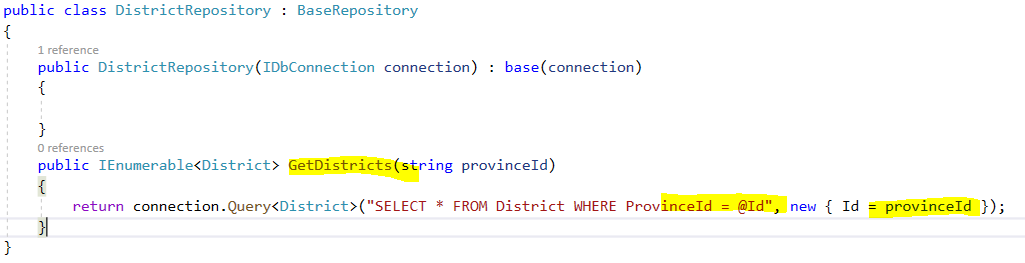 public class DistrictRepository : BaseRepository
{
1 reference
public DistrictRepository(IDbConnection connection) : base(connection)
{
}
0 references
public IEnumerable<District> GetDistricts(string provinceId)
{
return connection.Query<District>("SELECT * FROM District WHERE ProvinceId = @Id", new { Id = provinceId });
}
}